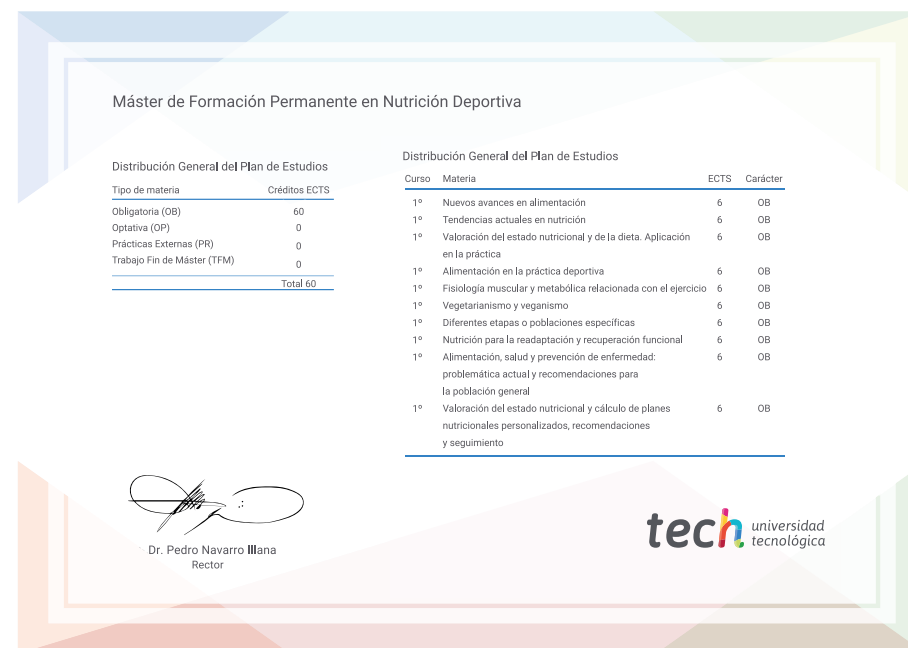 Máster de Formación Permanente en Nutrición Deportiva
Distribución General del Plan de Estudios
Tipo de materia Créditos ECTS
Obligatoria (OB) 60
Optativa (OP) 0
Prácticas Externas (PR) 0
Trabajo Fin de Máster (TFM) 0
Total 60
Distribución General del Plan de Estudios
Curso Materia ECTS Carácter
1º Nuevos avances en alimentación 6 OB
1º Tendencias actuales en nutrición 6 OB
1º Valoración del estado nutricional y de la dieta. Aplicación 6 OB
en la práctica
1º Alimentación en la práctica deportiva 6 OB
1º Fisiología muscular y metabólica relacionada con el ejercicio 6 OB
1º Vegetarianismo y veganismo 6 OB
1º Diferentes etapas o poblaciones específicas 6 OB
1º Nutrición para la readaptación y recuperación funcional 6 OB
1º Alimentación, salud y prevención de enfermedad: 6 OB
problemática actual y recomendaciones para
la población general
1º Valoración del estado nutricional y cálculo de planes 6 OB
nutricionales personalizados, recomendaciones
y seguimiento
Dr. Pedro Navarro Illana
Rector
tech universidad
tecnológica